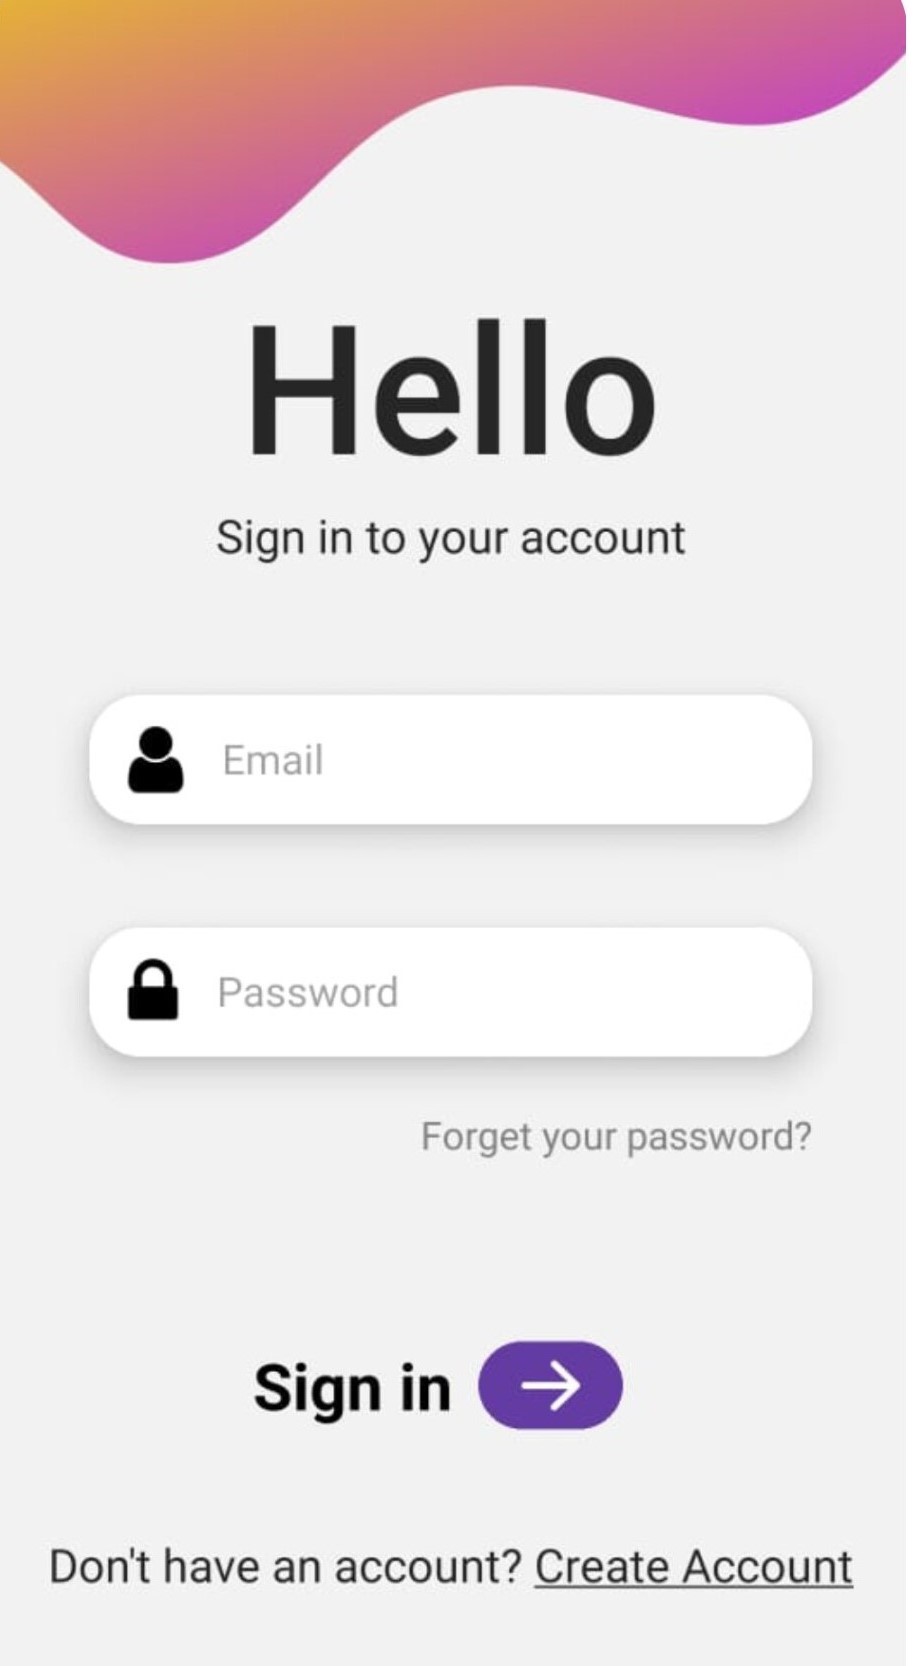 Hello
Sign in to your account
Email
Password
Forget your password?
Sign in
Don't have an account? Create Account